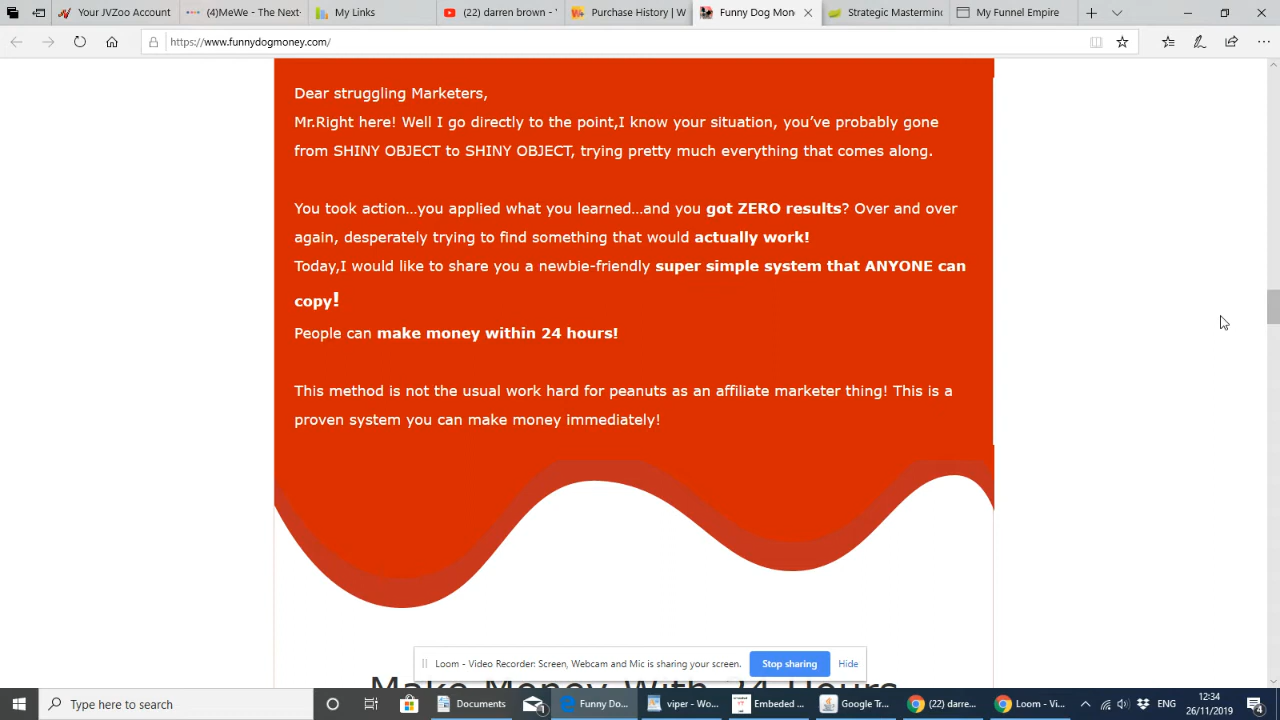 Your JVZoo Account
(4)MeWe - The Next
My Links
(22) darren brown - '
Purchase History | W
Funny Dog Mon
Strategic Mastermin
My Funnel Empire
https://www.funnydogmoney.com/
Dear struggling Marketers,
Mr.Right here! Well I go directly to the point,I know your situation, you’ve probably gone
from SHINY OBJECT to SHINY OBJECT, trying pretty much everything that comes along.
You took action…you applied what you learned…and you got ZERO results? Over and over
again, desperately trying to find something that would actually work!
Today,I would like to share you a newbie-friendly super simple system that ANYONE can
copy!
People can make money within 24 hours!
This method is not the usual work hard for peanuts as an affiliate marketer thing! This is a
proven system you can make money immediately!
Loom - Video Recorder: Screen, Webcam and Mic is sharing your screen. Stop sharing Hide
Make Money With 24 Hours
Type here to search
1
Documents
Funny Do...
viper - Wo...
Embeded ...
Google Tr...
(22) darre...
Loom - Vi...
12:34
26/11/2019
4